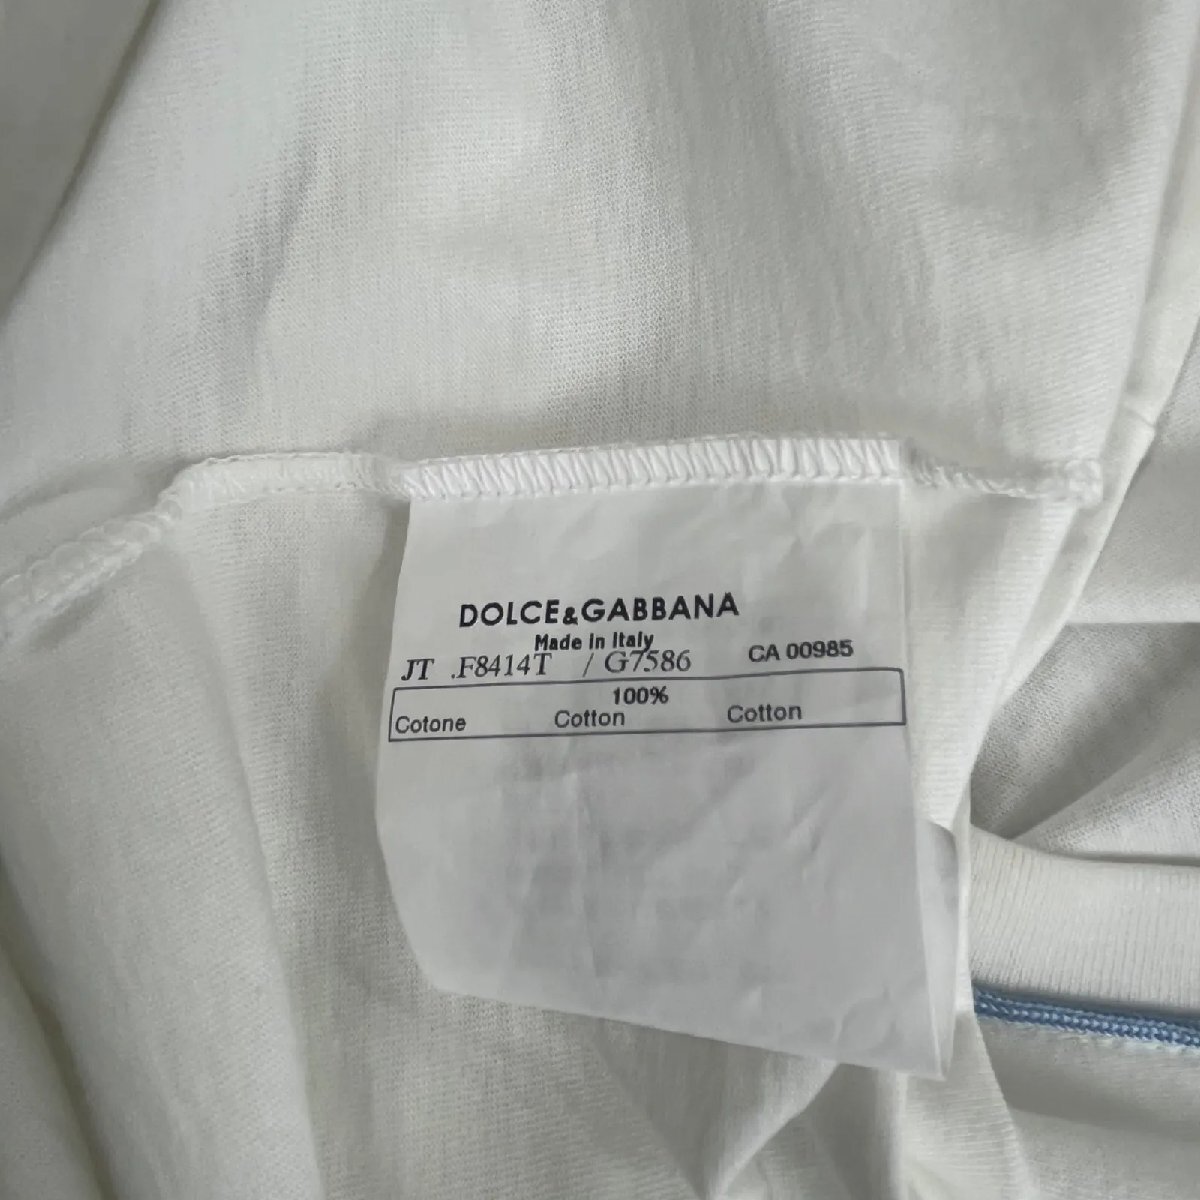 DOLCE&GABBANA
Made in Italy
JT .F8414T / G7586 CA 00985
100%
Cotone Cotton Cotton